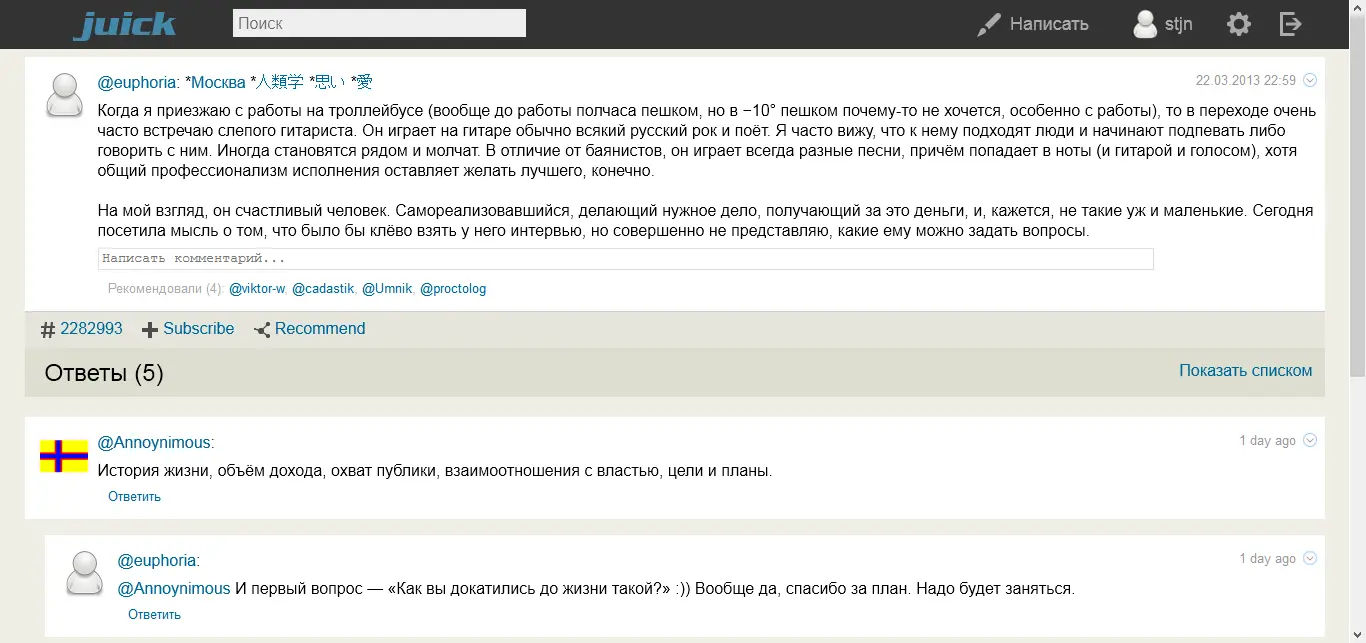 juick Поиск Написать stjn
@euphoria: *Москва *人類学 *思い *愛 22.03.2013 22:59
Когда я приезжаю с работы на троллейбусе (вообще до работы полчаса пешком, но в −10° пешком почему-то не хочется, особенно с работы), то в переходе очень
часто встречаю слепого гитариста. Он играет на гитаре обычно всякий русский рок и поёт. Я часто вижу, что к нему подходят люди и начинают подпевать либо
говорить с ним. Иногда становятся рядом и молчат. В отличие от баянистов, он играет всегда разные песни, причём попадает в ноты (и гитарой и голосом), хотя
общий профессионализм исполнения оставляет желать лучшего, конечно.
На мой взгляд, он счастливый человек. Самореализовавшийся, делающий нужное дело, получающий за это деньги, и, кажется, не такие уж и маленькие. Сегодня
посетила мысль о том, что было бы клёво взять у него интервью, но совершенно не представляю, какие ему можно задать вопросы.
Написать комментарий...
Рекомендовали (4): @viktor-w, @cadastik, @Umnik, @proctolog
# 2282993 Subscribe Recommend
Ответы (5) Показать списком
@Annoynimous: 1 day ago
История жизни, объём дохода, охват публики, взаимоотношения с властью, цели и планы.
Ответить
@euphoria: 1 day ago
@Annoynimous И первый вопрос — «Как вы докатились до жизни такой?» :)) Вообще да, спасибо за план. Надо будет заняться.
Ответить